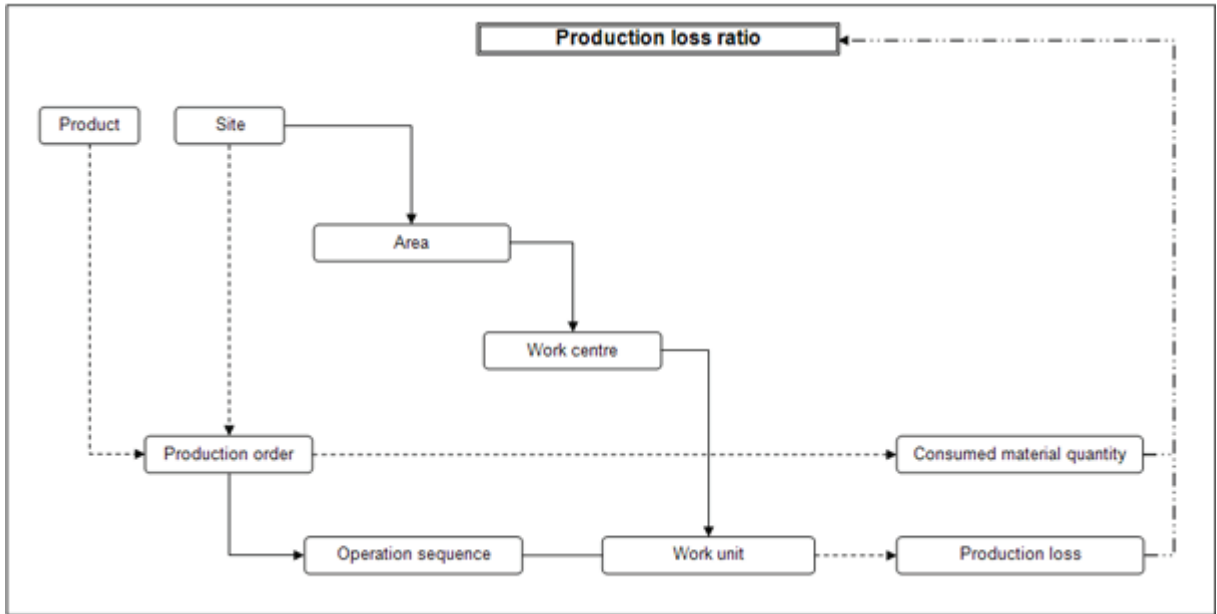 Production loss ratio
Product
Site
Area
Work centre
Production order
Consumed material quantity
Operation sequence
Work unit
Production loss